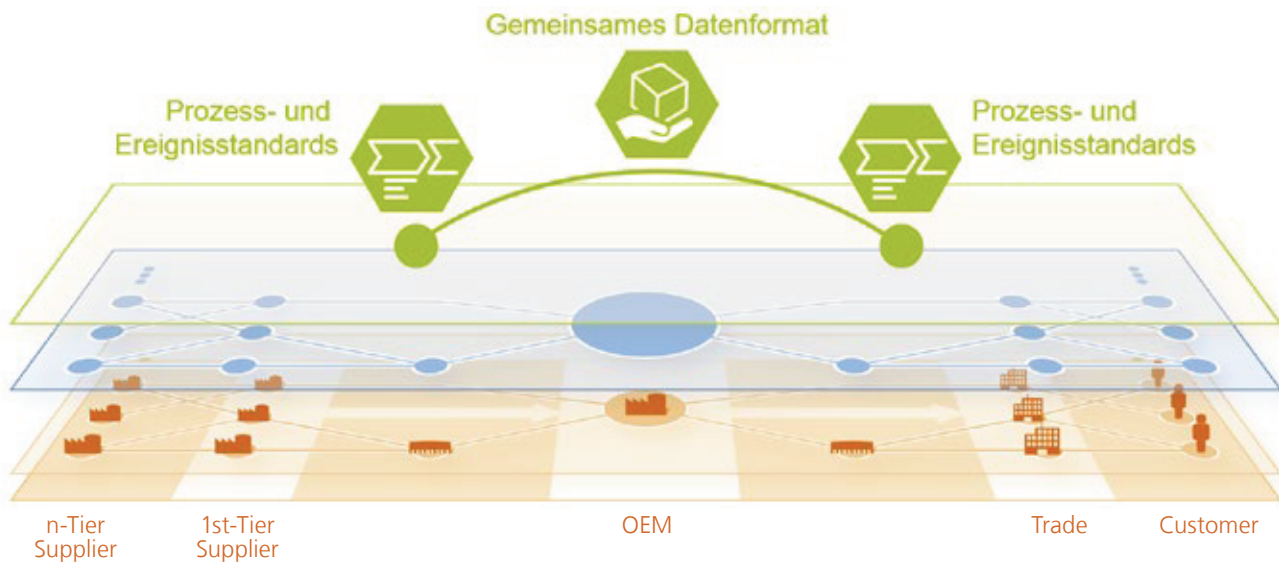 Gemeinsames Datenformat
Prozess- und
Ereignisstandards
Prozess- und
Ereignisstandards
n-Tier
Supplier
1st-Tier
Supplier
OEM
Trade
Customer